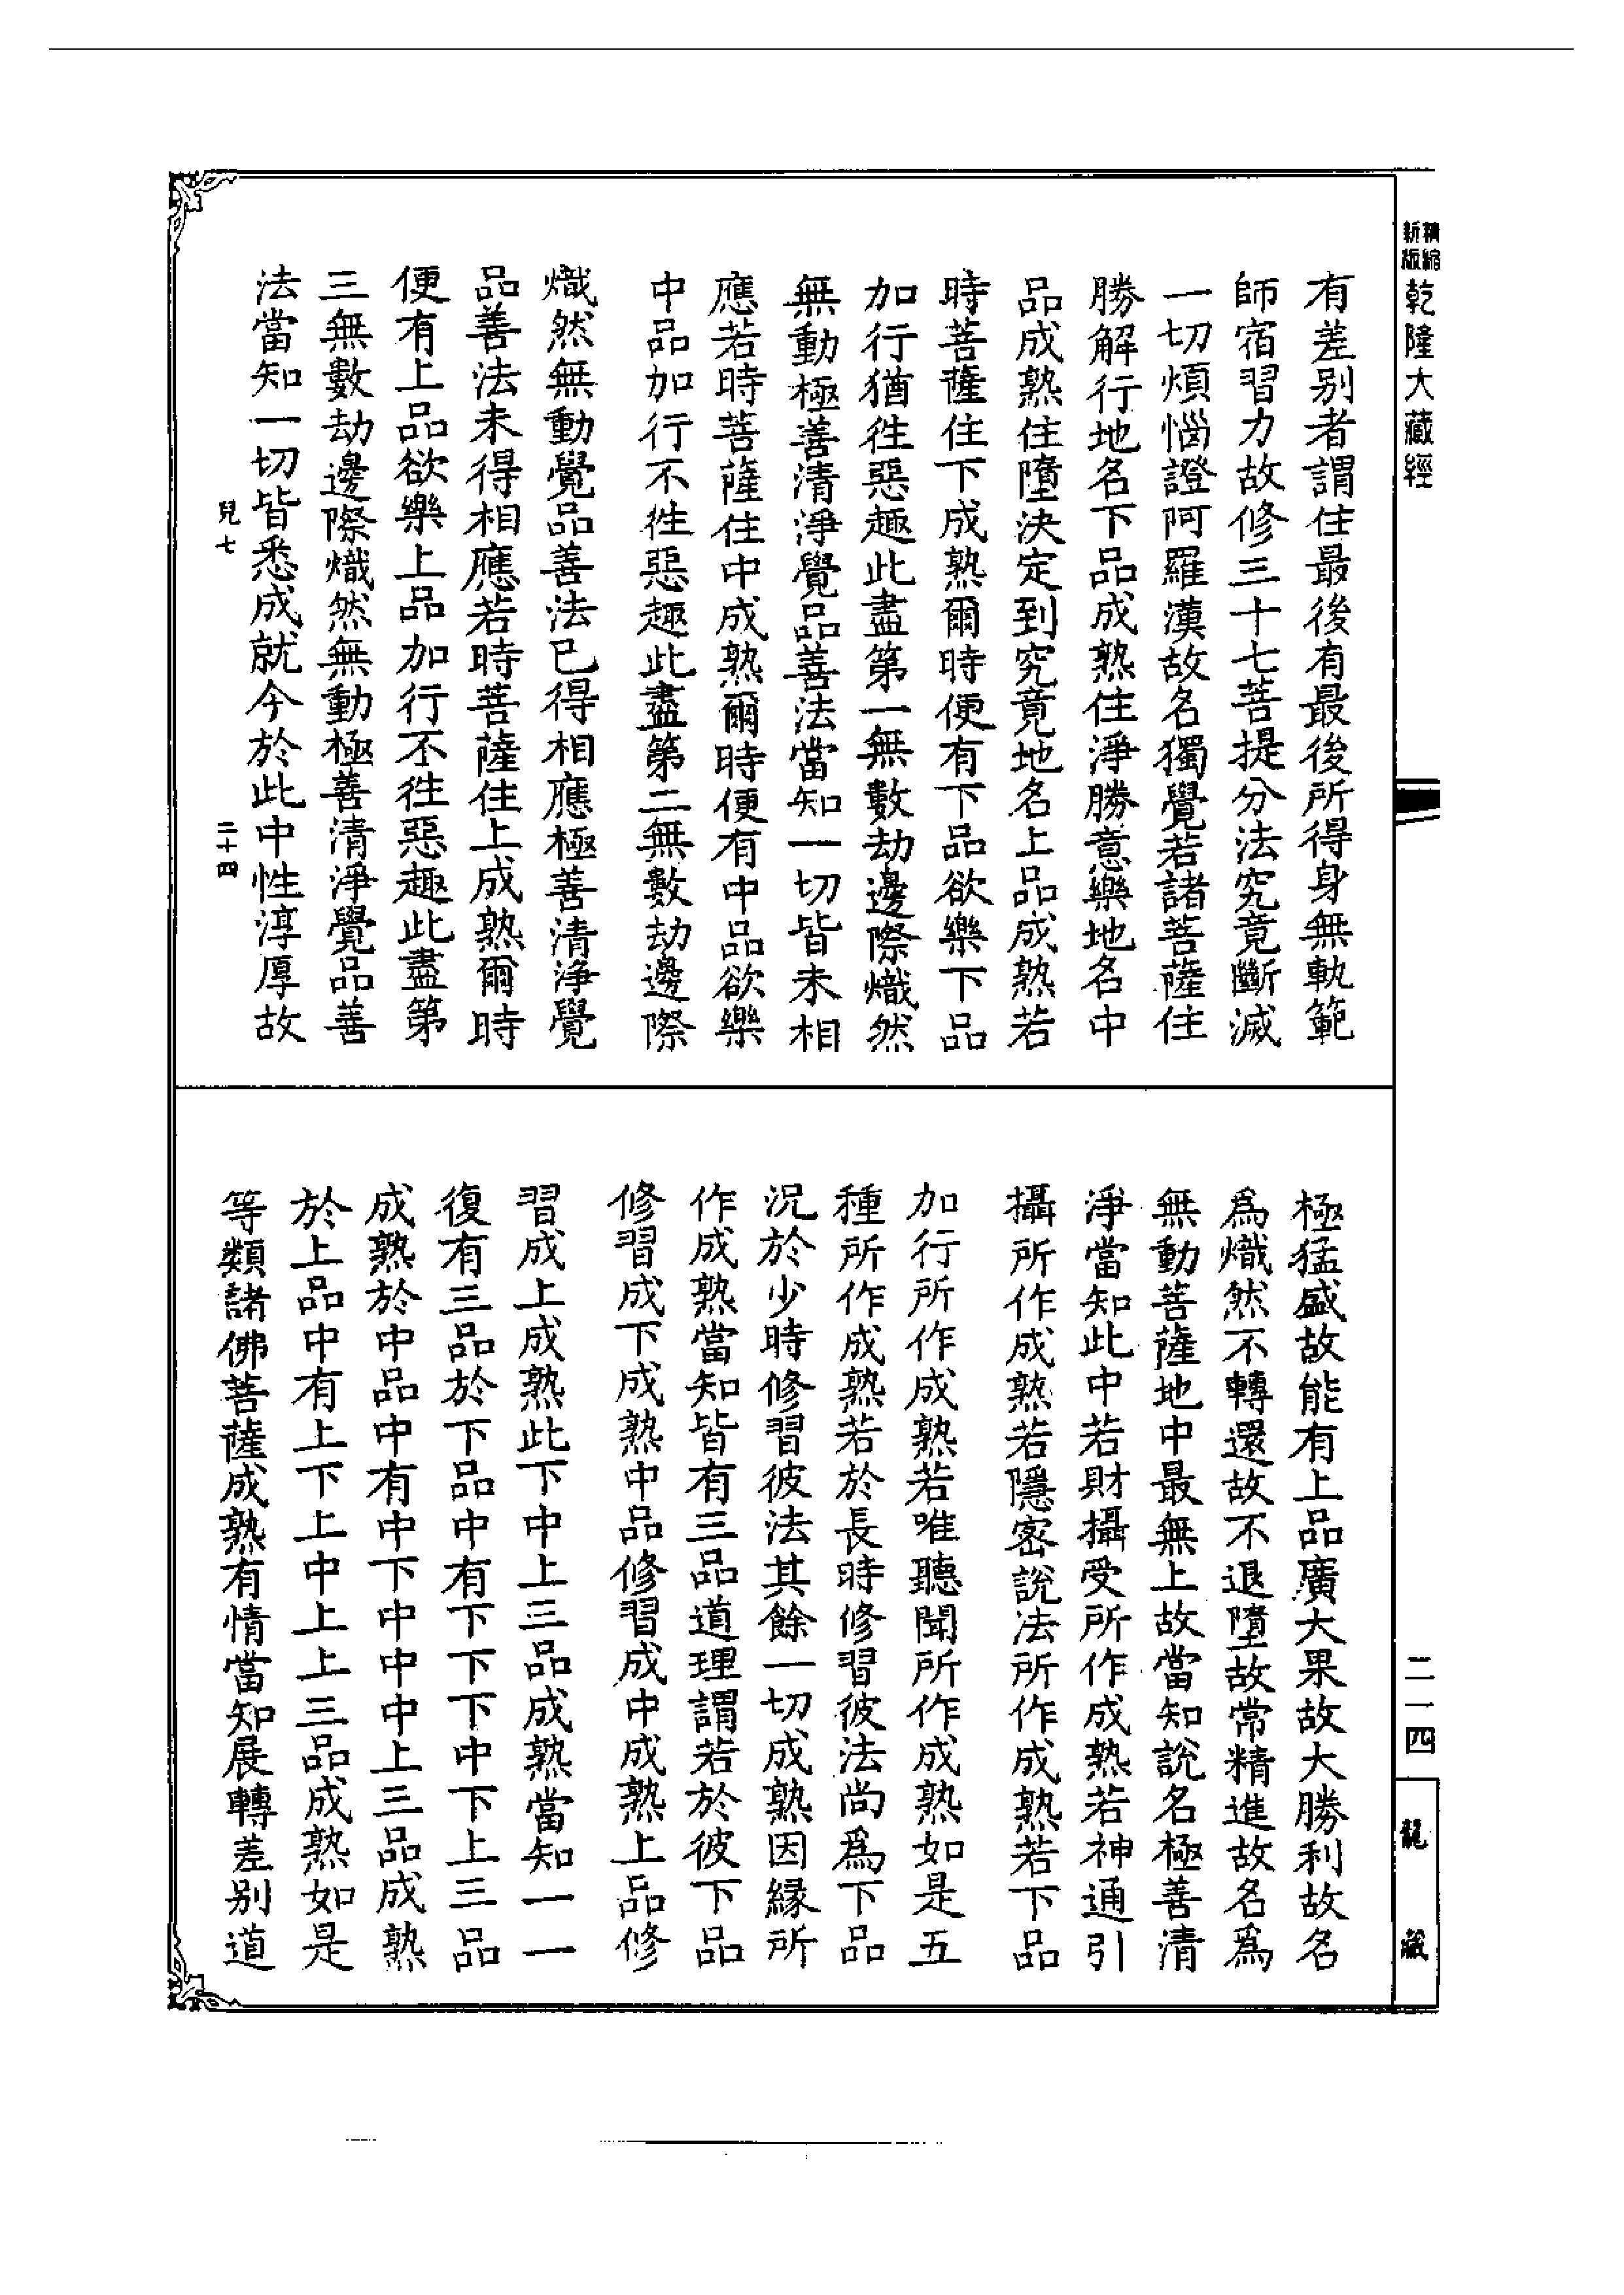 精縮
新版
乾隆大藏經
有差别者謂住最後有最後所得身無軌範
師宿習力故修三十七菩提分法究竟斷滅
一切煩惱證阿羅漢故名獨覺若諸菩薩住
勝解行地名下品成熟住淨勝意樂地名中
品成熟住墮決定到究竟地名上品成熟若
時菩薩住下成熟爾時便有下品欲樂下品
加行猶徃惡趣此盡第一無數劫邊際熾然
無動極善清淨覺品善法當知一切皆未相
應若時菩薩住中成熟爾時便有中品欲樂
中品加行不徃惡趣此盡第二無數劫邊際
熾然無動覺品善法已得相應極善清淨覺
品善法未得相應若時菩薩住上成熟爾時
便有上品欲樂上品加行不徃惡趣此盡第
三無數劫邊際熾然無動極善清淨覺品善
法當知一切皆悉成就今於此中性淳厚故
兒七 二十四
極猛盛故能有上品廣大果故大勝利故名
爲熾然不轉還故不退墮故常精進故名爲
無動菩薩地中最無上故當知說名極善清
淨當知此中若財攝受所作成熟若神通引
攝所作成熟若隱密說法所作成熟若下品
加行所作成熟若唯聽聞所作成熟如是五
種所作成熟若於長時修習彼法尚爲下品
況於少時修習彼法其餘一切成熟因緣所
作成熟當知皆有三品道理謂若於彼下品
修習成下成熟中品修習成中成熟上品修
習成上成熟此下中上三品成熟當知一一
復有三品於下品中有下下下中下上三品
成熟於中品中有中下中中中上三品成熟
於上品中有上下上中上上三品成熟如是
等類諸佛菩薩成熟有情當知展轉差别道
二一四
龍藏